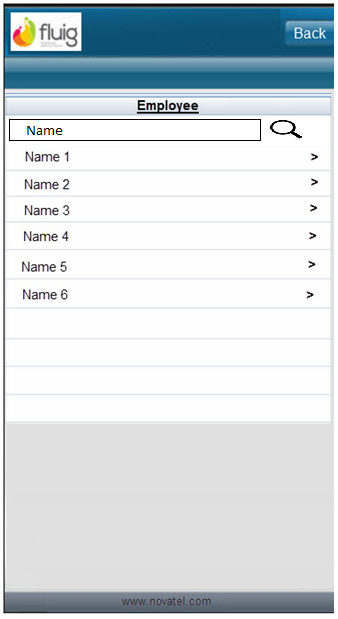 fluig
Back
Employee
Name
Name 1 >
Name 2 >
Name 3 >
Name 4 >
Name 5 >
Name 6 >
www.novatel.com